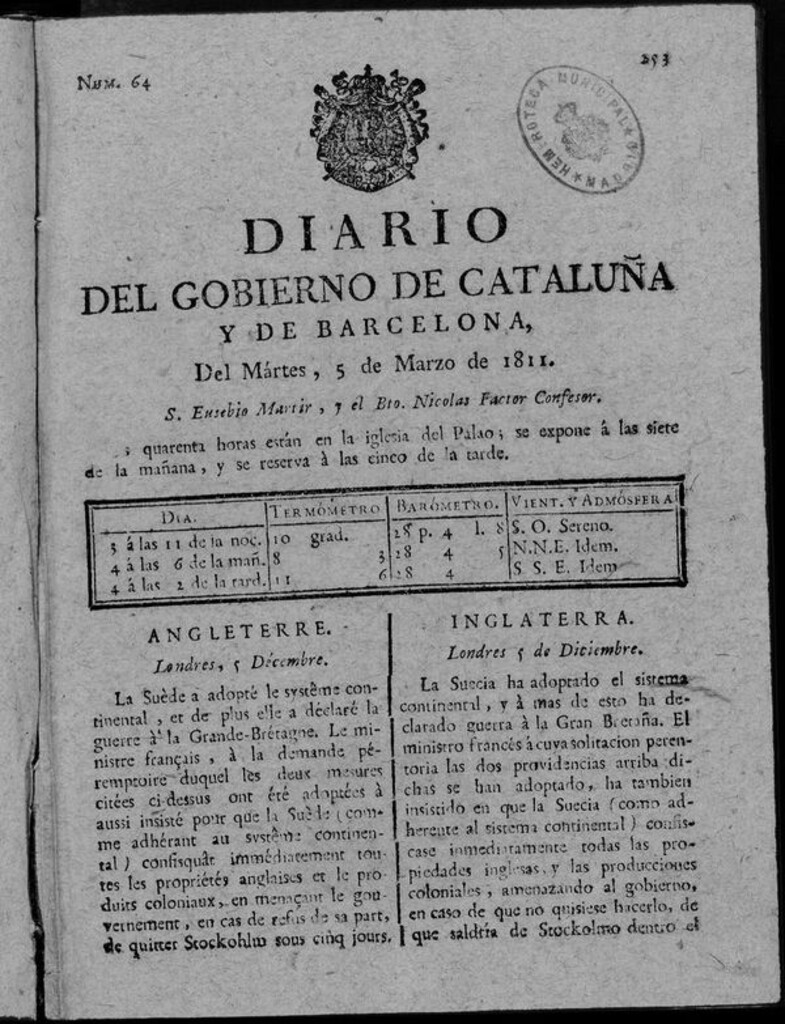 Num. 64
253
HEMEROTECA MUNICIPAL MADRID
DIARIO
DEL GOBIERNO DE CATALUÑA
Y DE BARCELONA,
Del Mártes, 5 de Marzo de 1811.
S. Eusebio Martir, y el Bto. Nicolas Factor Confesor.
quarenta horas están en la iglesia del Palao; se expone á las siete
de la mañana, y se reserva à las cinco de la tarde.
DIA. TERMÓMETRO BARÓMETRO. VIENT. Y ADMÓSFERA
3 á las 11 de la noc. 10 grad. 28 p. 4 l. 8 S. O. Sereno.
4 á las 6 de la mañ. 8 3 28 4 5 N.N.E. Idem.
4 á las 2 de la tard. 11 6 28 4 S. S. E. Idem
ANGLETERRE.
Londres, 5 Décembre.
La Suède a adopté le systême con-
tinental, et de plus elle a déclaré la
guerre à la Grande-Bretagne. Le mi-
nistre français, à la demande pé-
remptoire duquel les deux mesures
citées ci-dessus ont été adoptées à
aussi insisté pour que la Suède (com-
me adhérant au systême continen-
tal) confisquât immédiatement tou-
tes les propriétés anglaises et le pro-
duits coloniaux, en menaçant le gou-
vernement, en cas de refus de sa part,
de quitter Stockohlm sous cinq jours.
INGLATERRA.
Londres 5 de Diciembre.
La Suecia ha adoptado el sistema
continental, y à mas de esto ha de-
clarado guerra à la Gran Bretaña. El
ministro francés á cuya solitacion peren-
toria las dos providencias arriba di-
chas se han adoptado, ha tambien
insistido en que la Suecia (como ad-
herente al sistema continental) confis-
case inmediatamente todas las pro-
piedades inglesas, y las producciones
coloniales, amenazando al gobierno,
en caso de que no quisiese hacerlo, de
que saldría de Stockolmo dentro el